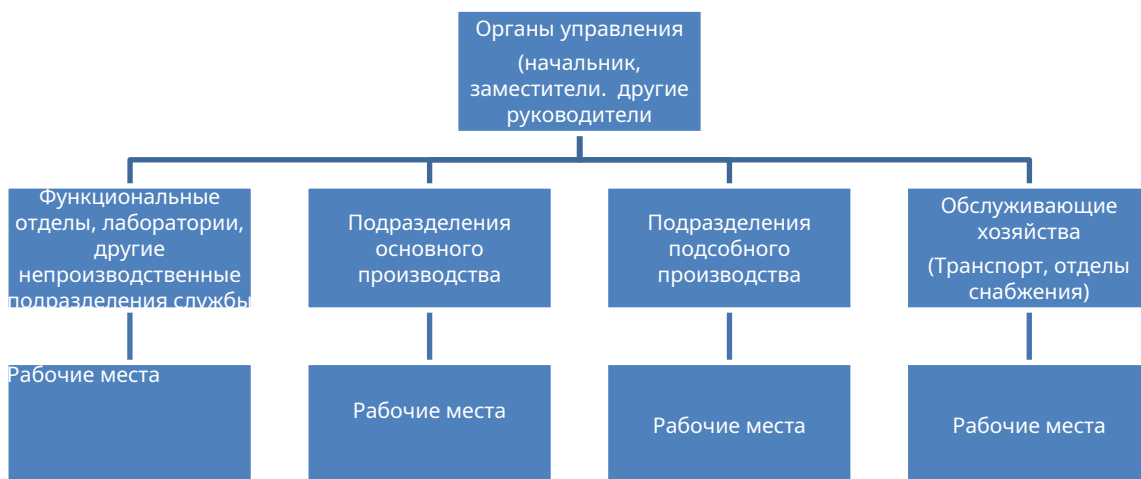 Органы управления
(начальник,
заместители. другие
руководители
Функциональные
отделы, лаборатории,
другие
непроизводственные
подразделения службы
Подразделения
основного
производства
Подразделения
подсобного
производства
Обслуживающие
хозяйства
(Транспорт, отделы
снабжения)
Рабочие места
Рабочие места
Рабочие места
Рабочие места